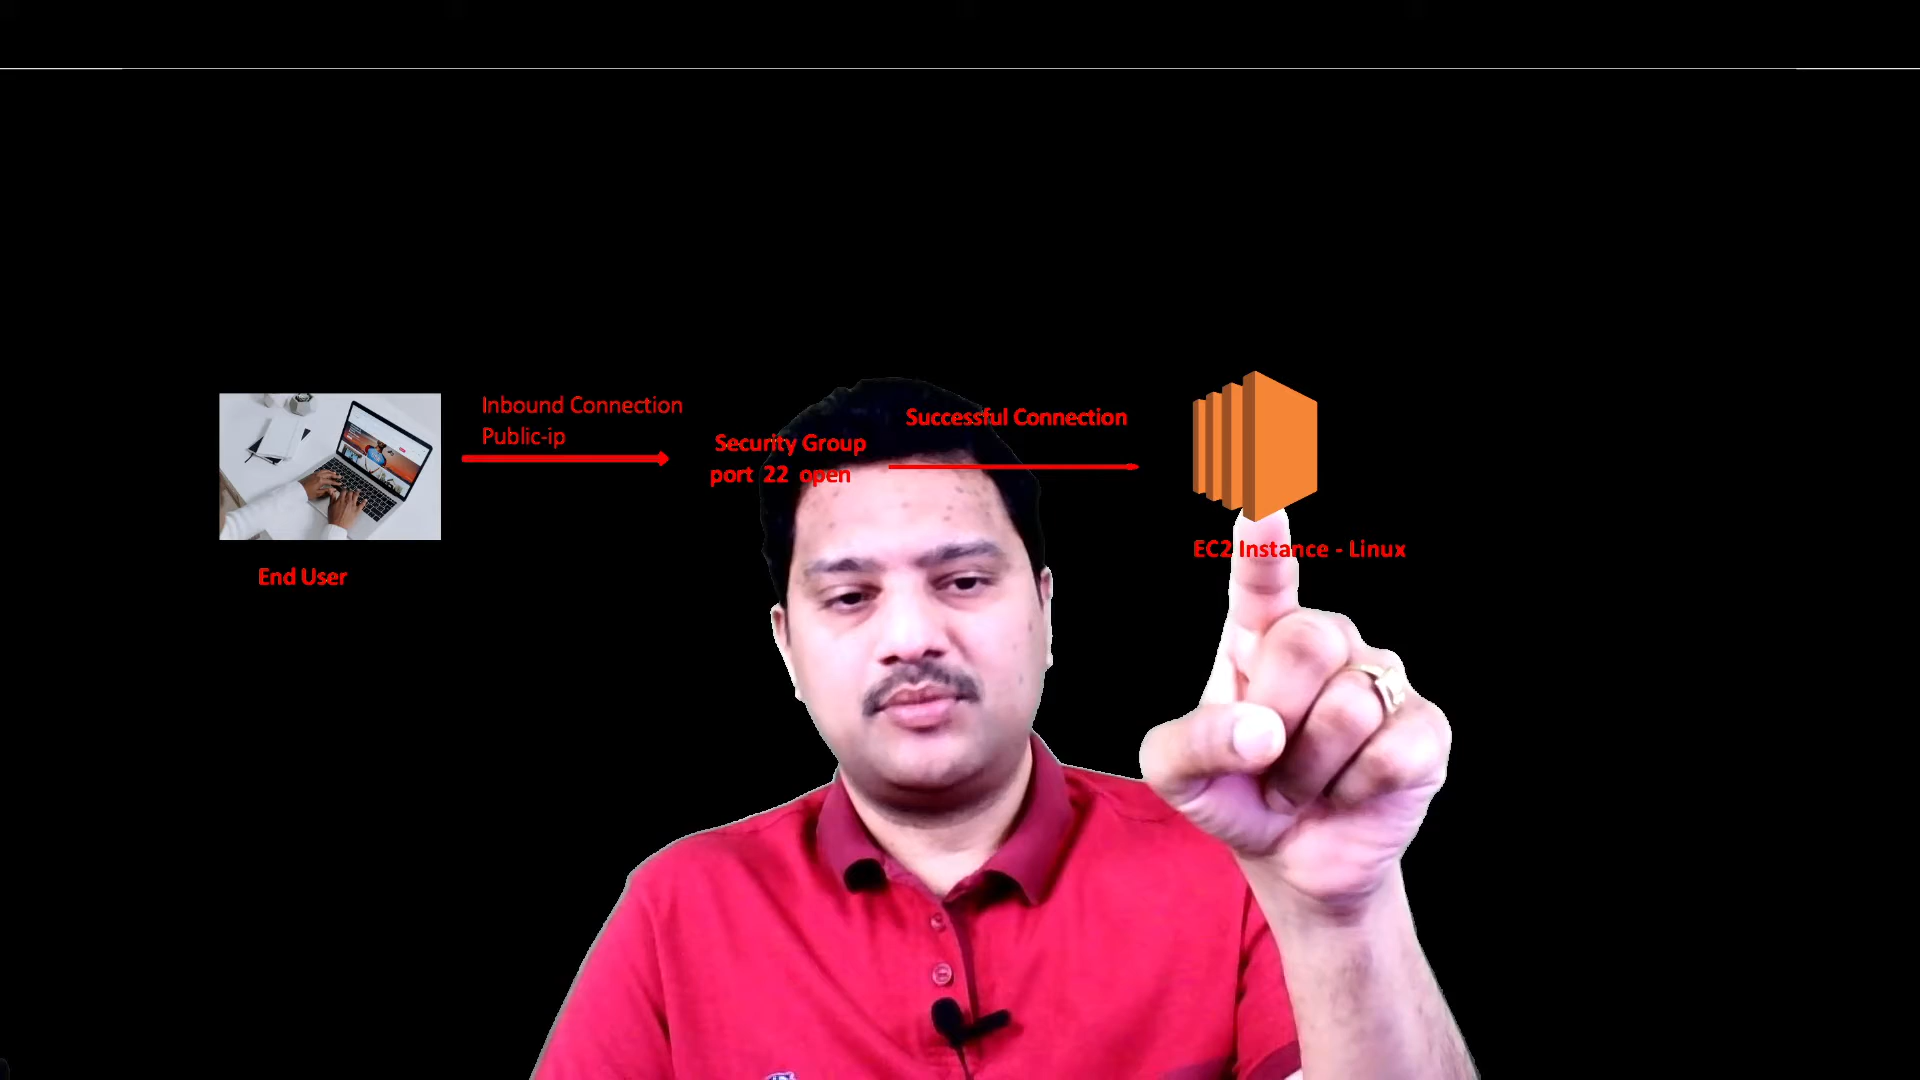 Inbound Connection
Public-ip
Successful Connection
Security Group
port 22 open
EC2 Instance - Linux
End User